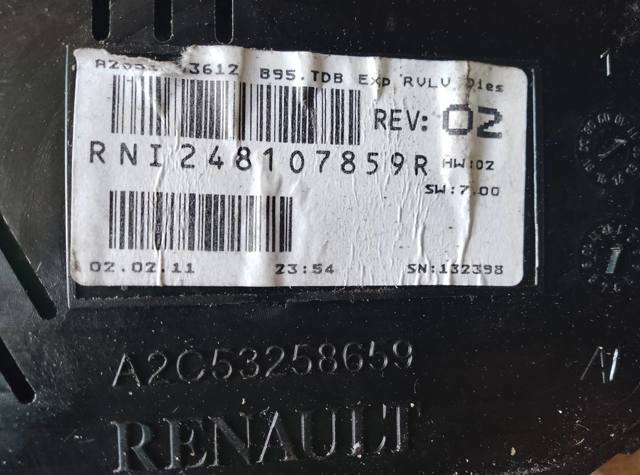 B95.TDB Exp RVLV Dies
REV: 02
RNI248107859R HW:02
SW:7.00
02.02.11 23:54 SN:132398
A2C53258659
RENAULT